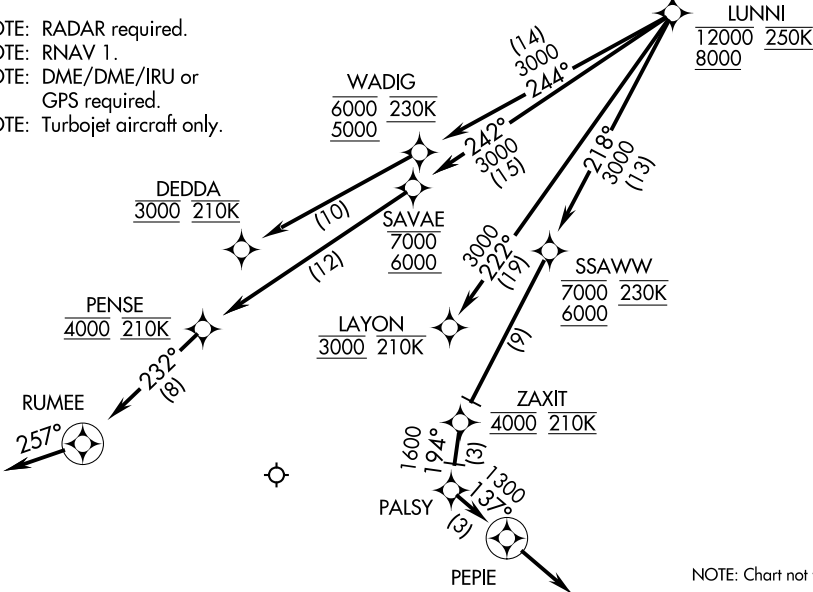 OTE: RADAR required.
OTE: RNAV 1.
OTE: DME/DME/IRU or
GPS required.
OTE: Turbojet aircraft only.
LUNNI
12000 250K
8000
(14)
3000
244°
WADIG
6000 230K
5000
242°
3000
(15)
218°
3000
(13)
DEDDA
3000 210K
(10)
SAVAE
7000
6000
(12)
3000
222°
(19)
SSAWW
7000 230K
6000
PENSE
4000 210K
LAYON
3000 210K
(9)
232°
(8)
RUMEE
257°
ZAXIT
4000 210K
1600
194°
(3)
1300
137°
(3)
PALSY
PEPIE
NOTE: Chart not